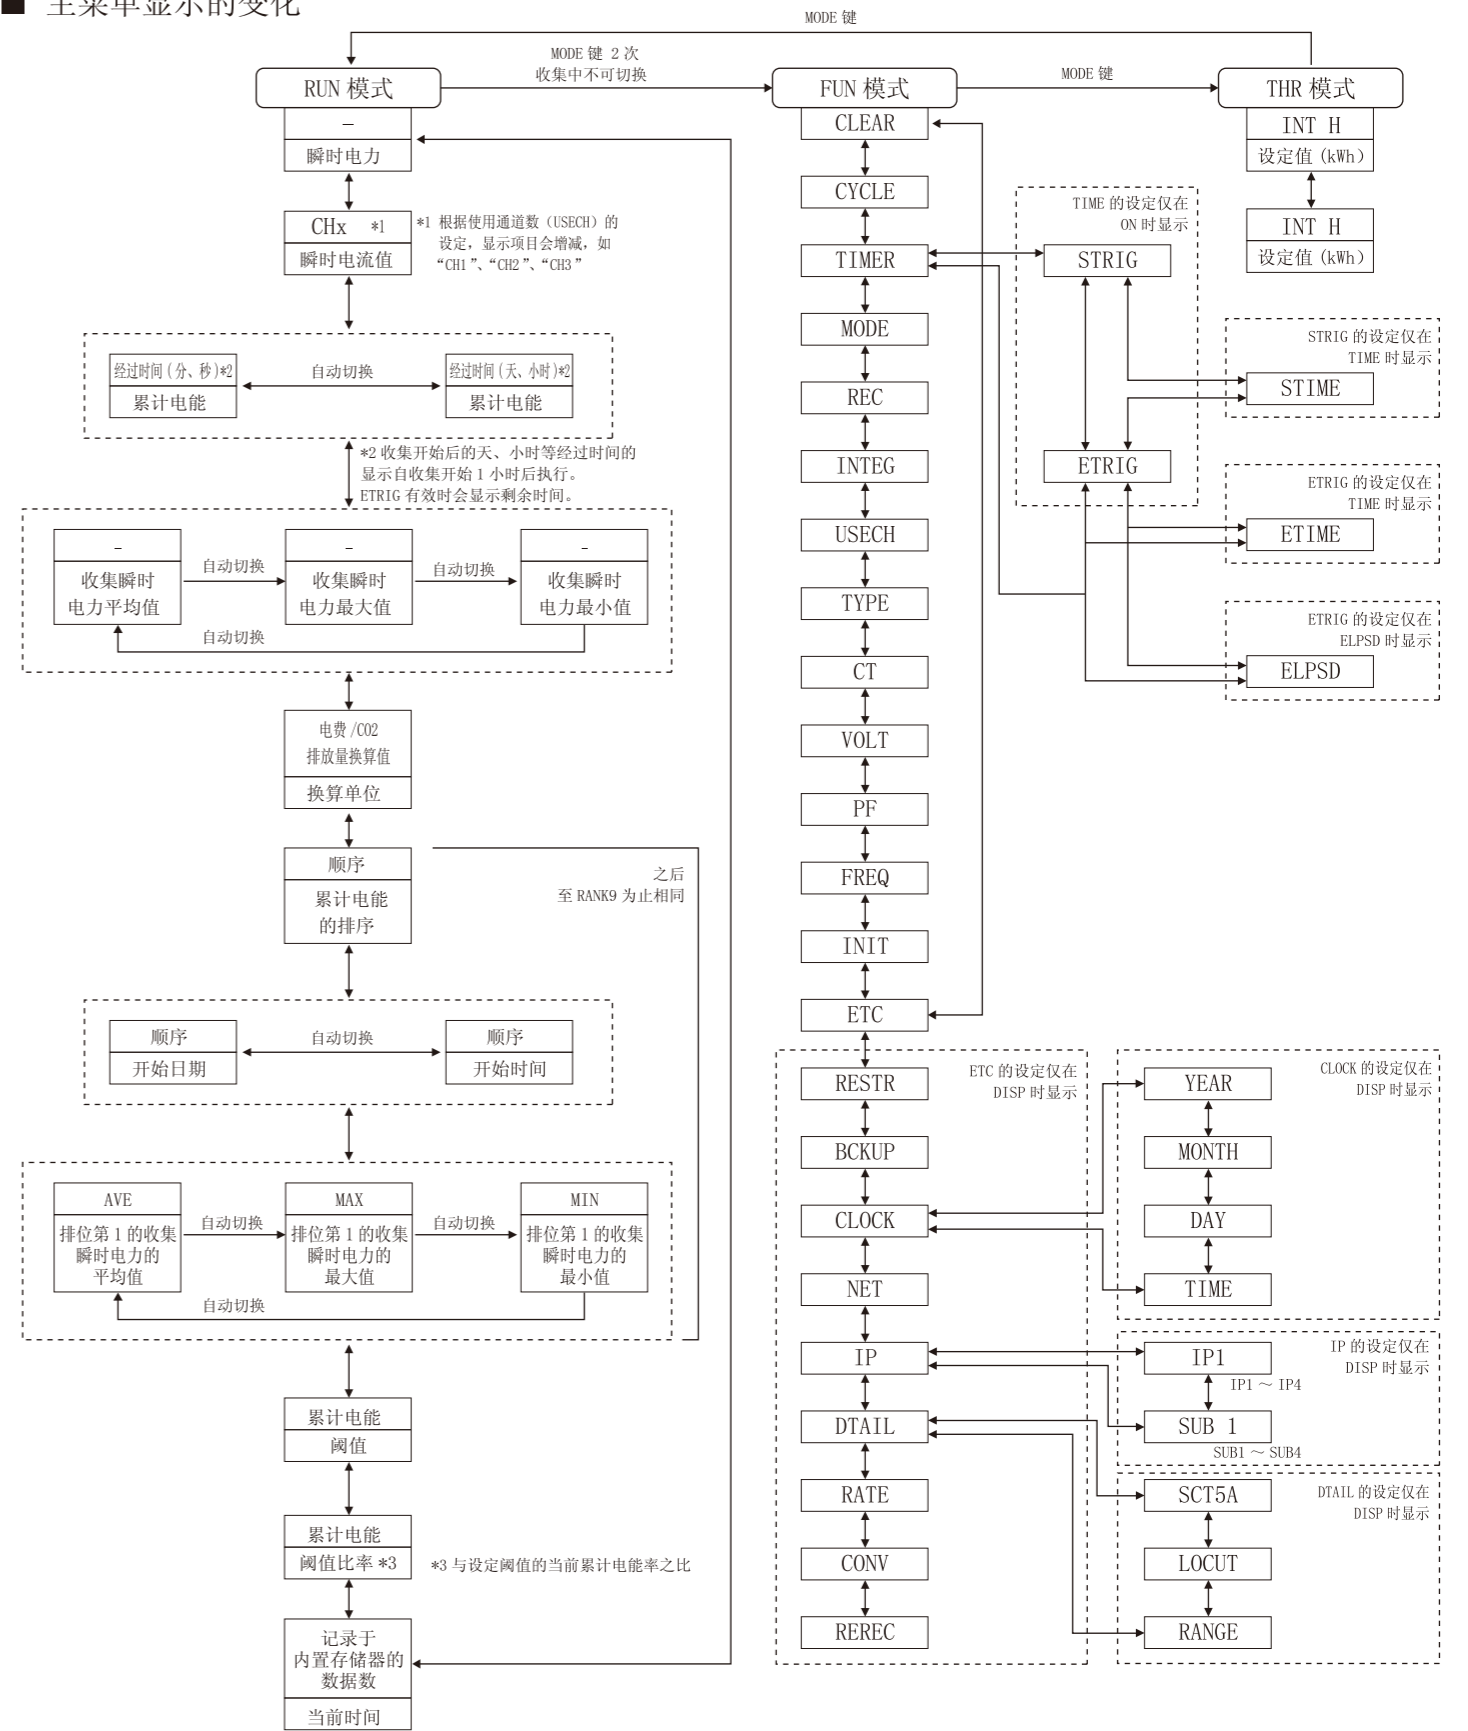 ■ 主菜单显示的变化
MODE 键
MODE 键 2 次
收集中不可切换
MODE 键
RUN 模式
FUN 模式
THR 模式
－
瞬时电力
CHx *1
瞬时电流值
*1 根据使用通道数（USECH）的
设定，显示项目会增减，如
“CH1”、“CH2”、“CH3”
经过时间（分、秒）*2
累计电能
自动切换
经过时间（天、小时）*2
累计电能
*2 收集开始后的天、小时等经过时间的
显示自收集开始 1 小时后执行。
ETRIG 有效时会显示剩余时间。
－
收集瞬时
电力平均值
自动切换
－
收集瞬时
电力最大值
自动切换
－
收集瞬时
电力最小值
自动切换
电费 /CO2
排放量换算值
换算单位
顺序
累计电能
的排序
之后
至 RANK9 为止相同
顺序
开始日期
自动切换
顺序
开始时间
AVE
排位第 1 的收集
瞬时电力的
平均值
自动切换
MAX
排位第 1 的收集
瞬时电力的
最大值
自动切换
MIN
排位第 1 的收集
瞬时电力的
最小值
自动切换
累计电能
阈值
累计电能
阈值比率 *3
*3 与设定阈值的当前累计电能率之比
记录于
内置存储器的
数据数
当前时间
CLEAR
CYCLE
TIMER
MODE
REC
INTEG
USECH
TYPE
CT
VOLT
PF
FREQ
INIT
ETC
ETC 的设定仅在
DISP 时显示
RESTR
BCKUP
CLOCK
NET
IP
DTAIL
RATE
CONV
REREC
TIME 的设定仅在
ON 时显示
STRIG
ETRIG
INT H
设定值 (kWh)
INT H
设定值 (kWh)
STRIG 的设定仅在
TIME 时显示
STIME
ETRIG 的设定仅在
TIME 时显示
ETIME
ETRIG 的设定仅在
ELPSD 时显示
ELPSD
CLOCK 的设定仅在
DISP 时显示
YEAR
MONTH
DAY
TIME
IP 的设定仅在
DISP 时显示
IP1
IP1 ～ IP4
SUB 1
SUB1 ～ SUB4
DTAIL 的设定仅在
DISP 时显示
SCT5A
LOCUT
RANGE